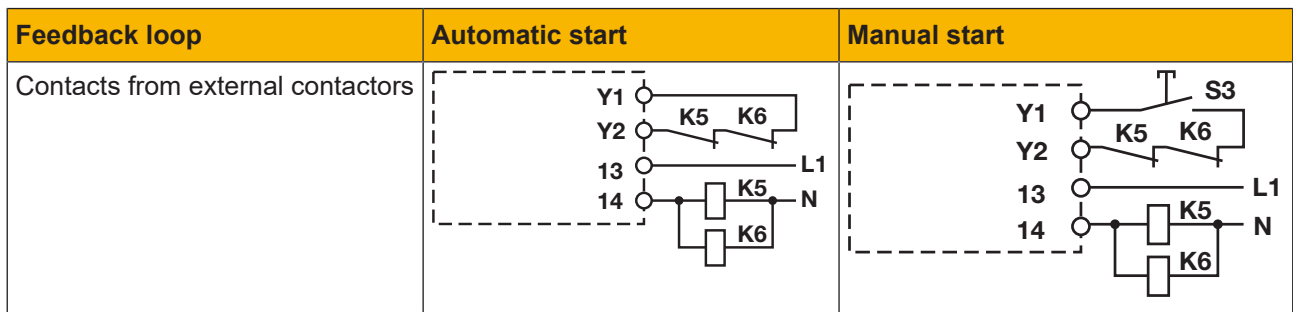 Feedback loop Automatic start Manual start
Contacts from external contactors
Y1
K5 K6
Y2
13 L1
14 K5 N
K6
S3
Y1
K5 K6
Y2
13 L1
14 K5 N
K6